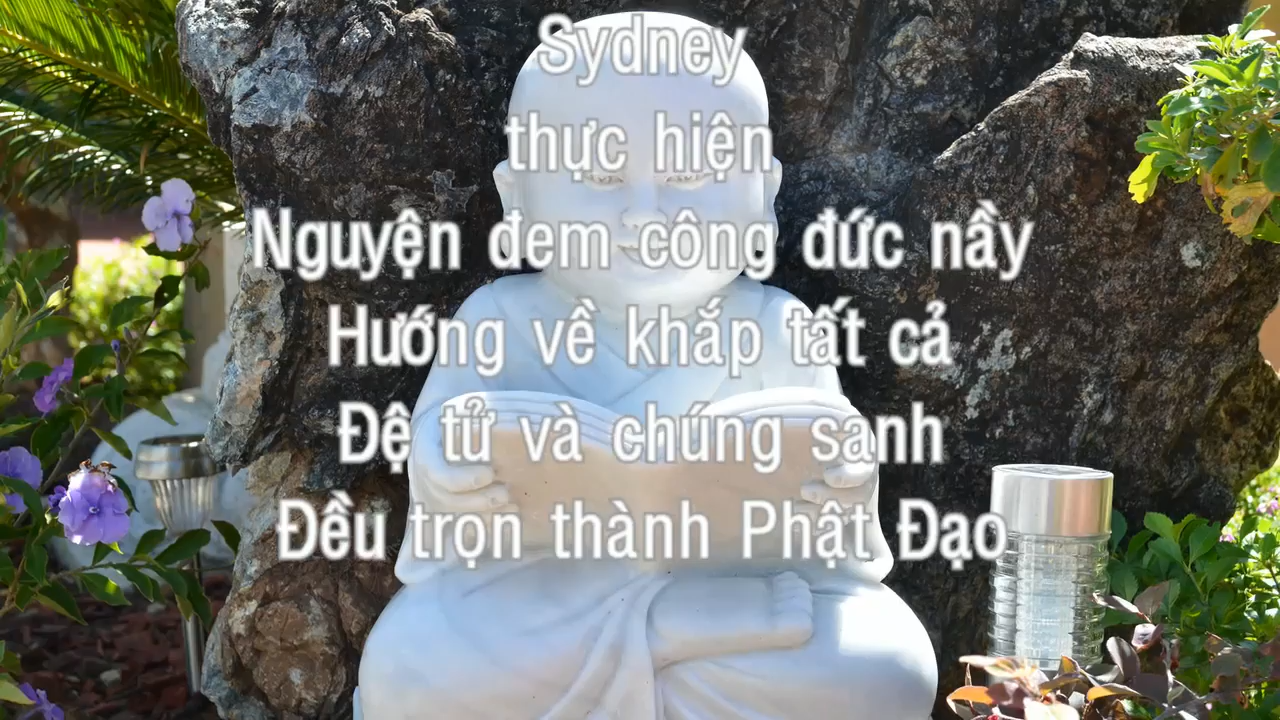 Sydney
thực hiện
Nguyện đem công đức nầy
Hướng về khắp tất cả
Đệ tử và chúng sanh
Đều trọn thành Phật Đạo